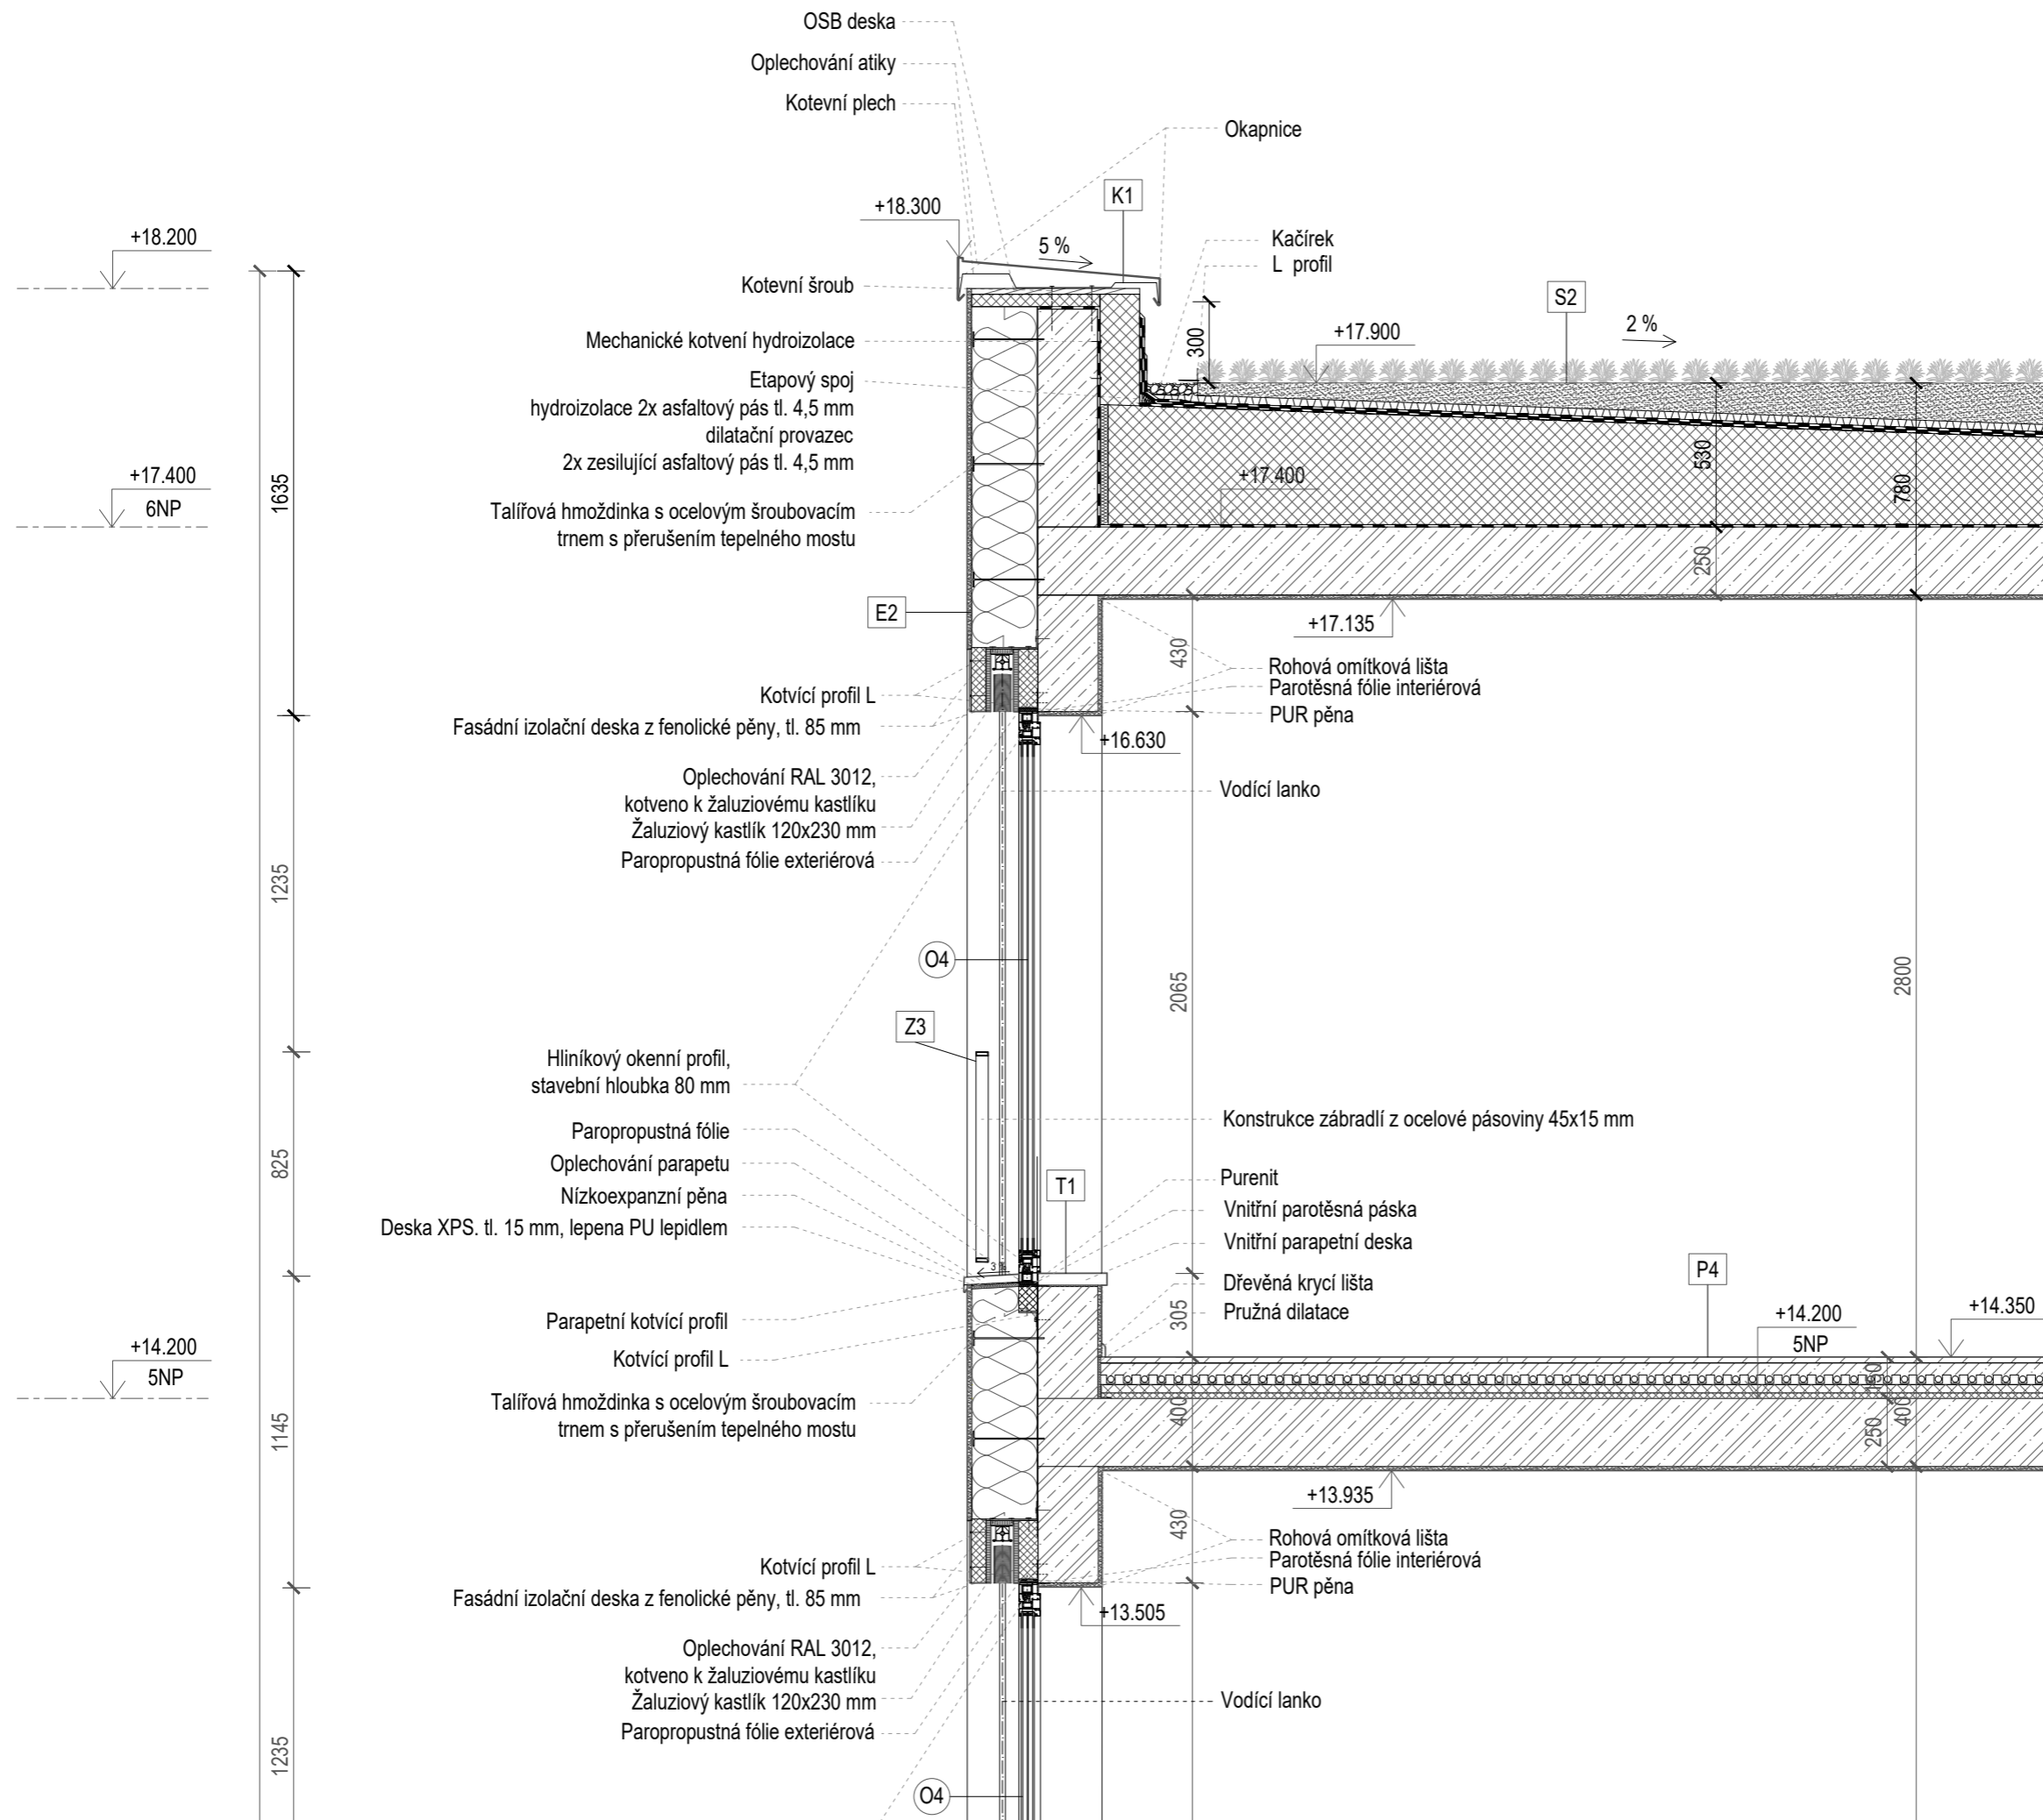 OSB deska
Oplechování atiky
Kotevní plech
Okapnice
K1
+18.300
+18.200
5 %
Kačírek
L profil
Kotevní šroub
S2
2 %
+17.900
300
Mechanické kotvení hydroizolace
Etapový spoj
hydroizolace 2x asfaltový pás tl. 4,5 mm
dilatační provazec
2x zesilující asfaltový pás tl. 4,5 mm
530
780
+17.400
6NP
+17.400
1635
Talířová hmoždinka s ocelovým šroubovacím
trnem s přerušením tepelného mostu
250
E2
+17.135
430
Rohová omítková lišta
Parotěsná fólie interiérová
PUR pěna
Kotvící profil L
Fasádní izolační deska z fenolické pěny, tl. 85 mm
+16.630
Oplechování RAL 3012,
kotveno k žaluziovému kastlíku
Žaluziový kastlík 120x230 mm
Paropropustná fólie exteriérová
Vodící lanko
1235
O4
2065
2800
Z3
Hliníkový okenní profil,
stavební hloubka 80 mm
Konstrukce zábradlí z ocelové pásoviny 45x15 mm
Paropropustná fólie
Oplechování parapetu
Nízkoexpanzní pěna
Deska XPS. tl. 15 mm, lepena PU lepidlem
825
T1
Purenit
Vnitřní parotěsná páska
Vnitřní parapetní deska
Dřevěná krycí lišta
Pružná dilatace
P4
3
305
Parapetní kotvící profil
Kotvící profil L
+14.200
5NP
+14.200
5NP
+14.350
150
400
250
400
Talířová hmoždinka s ocelovým šroubovacím
trnem s přerušením tepelného mostu
1145
+13.935
430
Rohová omítková lišta
Parotěsná fólie interiérová
PUR pěna
Kotvící profil L
Fasádní izolační deska z fenolické pěny, tl. 85 mm
+13.505
Oplechování RAL 3012,
kotveno k žaluziovému kastlíku
Žaluziový kastlík 120x230 mm
Paropropustná fólie exteriérová
Vodící lanko
1235
O4